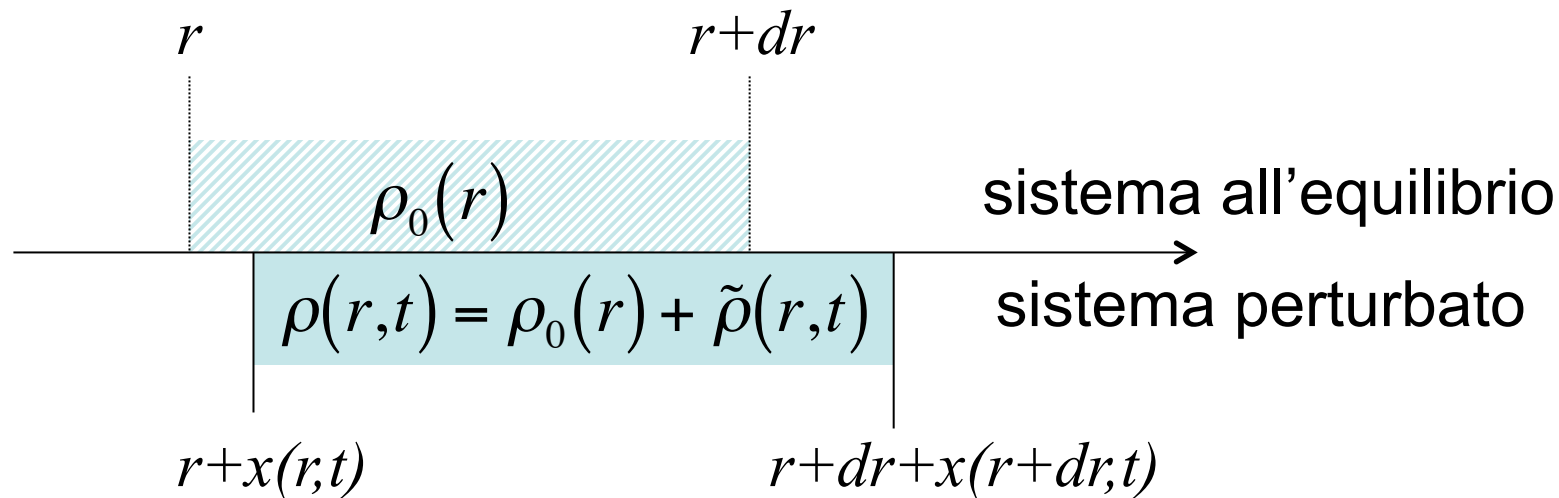 r r+dr
ρ₀(r) sistema all’equilibrio
ρ(r,t) = ρ₀(r) + ρ̃(r,t) sistema perturbato
r+x(r,t) r+dr+x(r+dr,t)